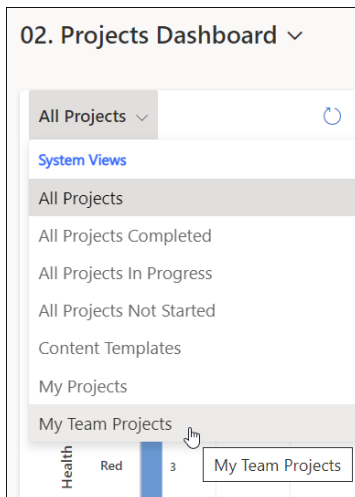 02. Projects Dashboard
All Projects
System Views
All Projects
All Projects Completed
All Projects In Progress
All Projects Not Started
Content Templates
My Projects
My Team Projects
Health
Red
3
My Team Projects